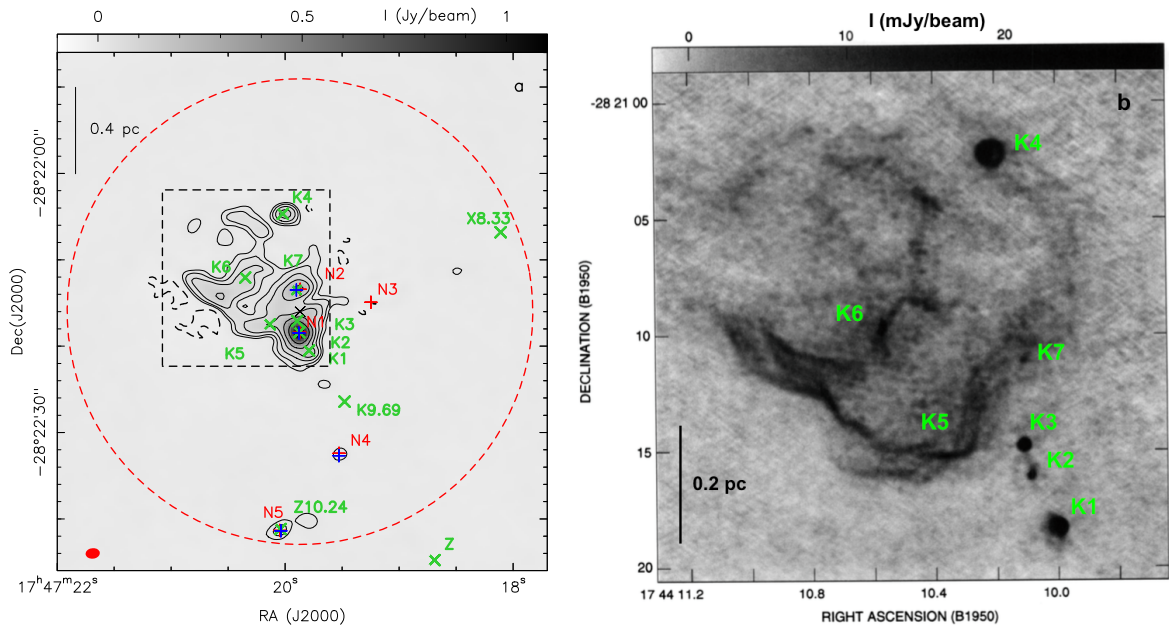 0 0.5 I (Jy/beam) 1
a
0.4 pc
−28°22'00"
K4
X8.33
K6
K7
N2
N3
N1
K3
K2
K5
K1
K9.69
−28°22'30"
N4
N5
Z10.24
Z
Dec(J2000)
17ʰ47ᵐ22ˢ 20ˢ 18ˢ
RA (J2000)
I (mJy/beam)
0 10 20
b
-28 21 00
K4
05
K6
10
K7
K5
K3
15
K2
0.2 pc
K1
20
DECLINATION (B1950)
17 44 11.2 10.8 10.4 10.0
RIGHT ASCENSION (B1950)